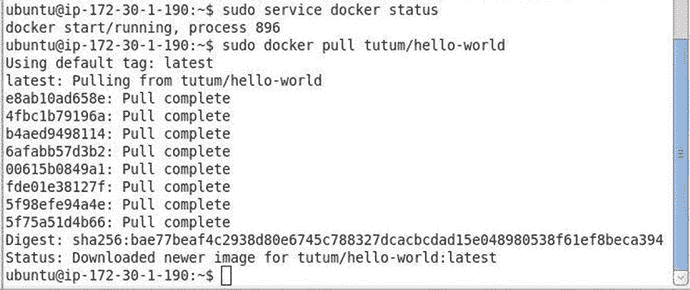 ubuntu@ip-172-30-1-190:~$ sudo service docker status
docker start/running, process 896
ubuntu@ip-172-30-1-190:~$ sudo docker pull tutum/hello-world
Using default tag: latest
latest: Pulling from tutum/hello-world
e8ab10ad658e: Pull complete
4fbc1b79196a: Pull complete
b4aed9498114: Pull complete
6afabb57d3b2: Pull complete
00615b0849a1: Pull complete
fde01e38127f: Pull complete
5f98efe94a4e: Pull complete
5f75a51d4b66: Pull complete
Digest: sha256:bae77beaf4c2938d80e6745c788327dcacbcdad15e048980538f61ef8beca394
Status: Downloaded newer image for tutum/hello-world:latest
ubuntu@ip-172-30-1-190:~$